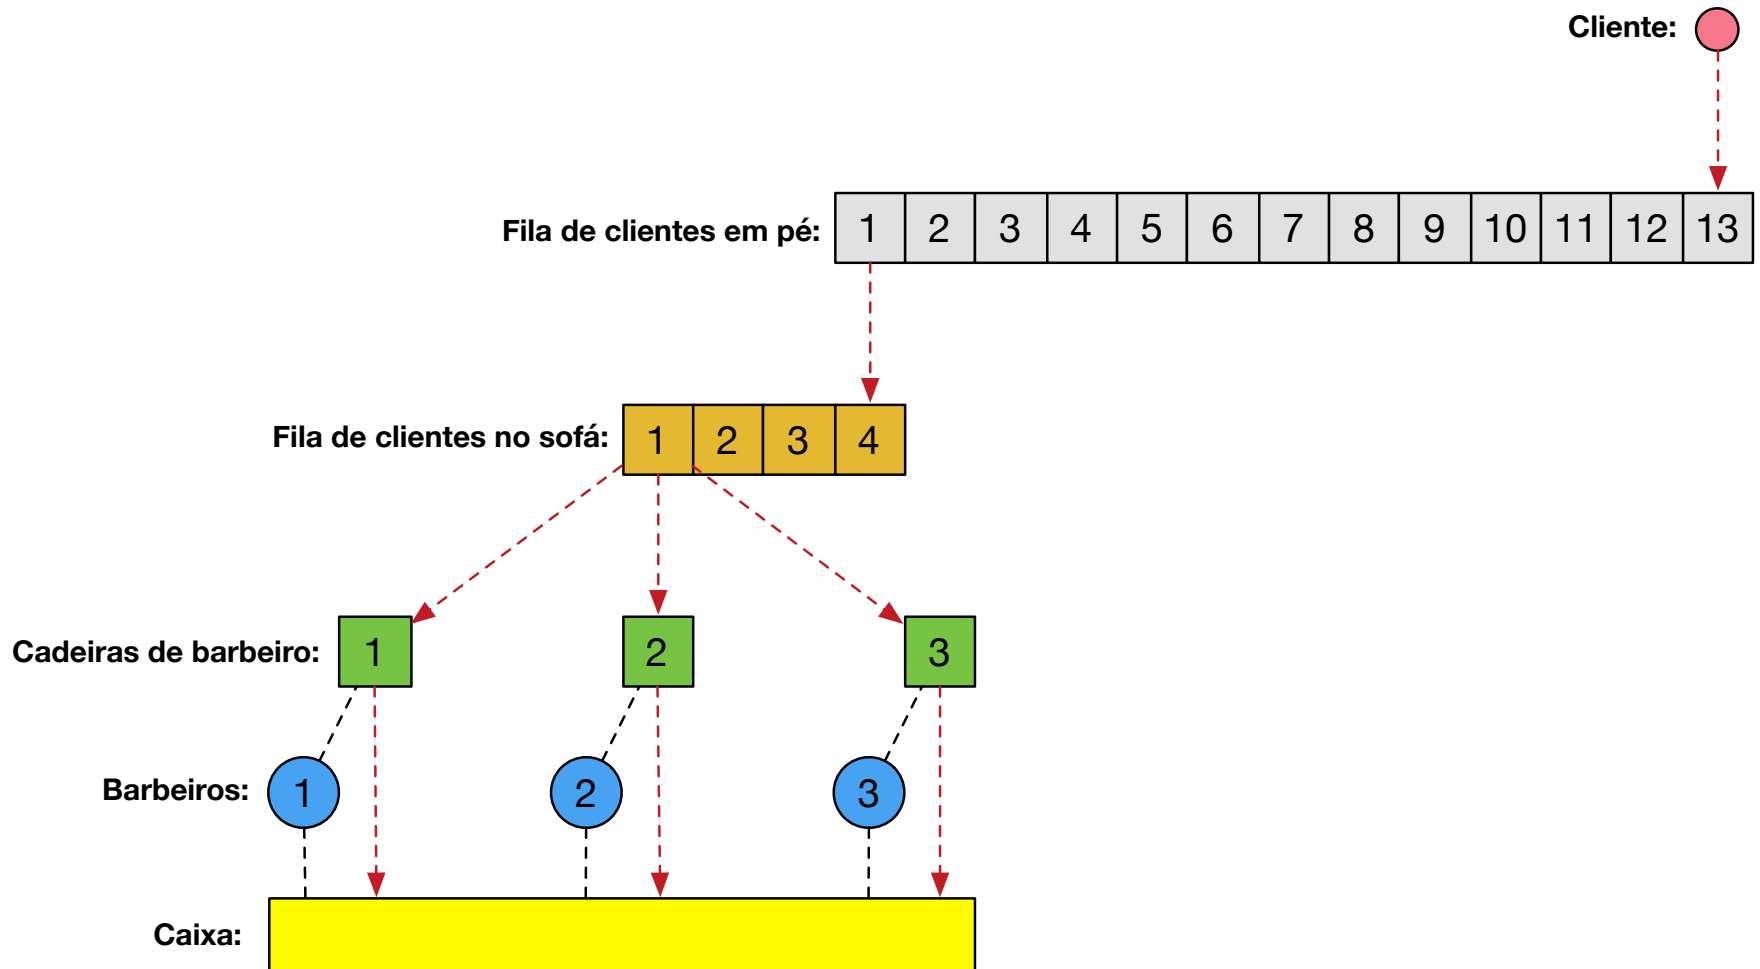 Cliente:
Fila de clientes em pé: 1 2 3 4 5 6 7 8 9 10 11 12 13
Fila de clientes no sofá: 1 2 3 4
Cadeiras de barbeiro: 1 2 3
Barbeiros: 1 2 3
Caixa: